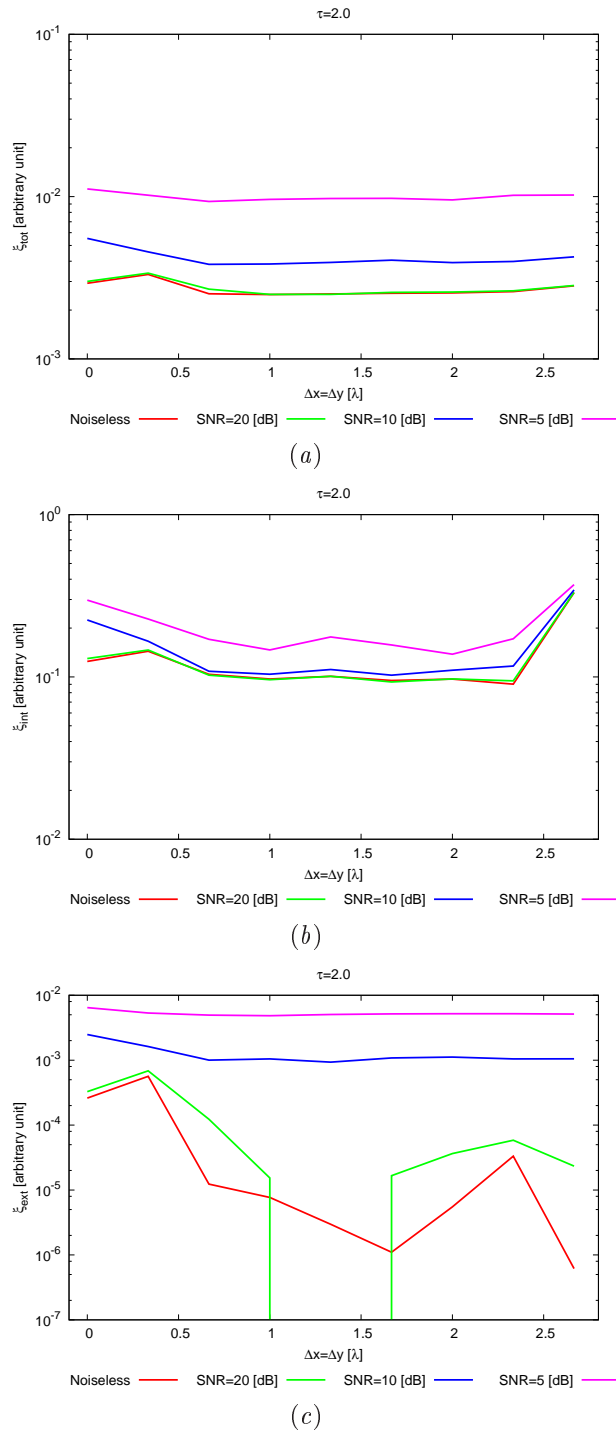 τ=2.0
10⁻¹
10⁻²
10⁻³
ξtot [arbitrary unit]
0 0.5 1 1.5 2 2.5
Δx=Δy [λ]
Noiseless SNR=20 [dB] SNR=10 [dB] SNR=5 [dB]
(a)
τ=2.0
10⁰
10⁻¹
10⁻²
ξint [arbitrary unit]
0 0.5 1 1.5 2 2.5
Δx=Δy [λ]
Noiseless SNR=20 [dB] SNR=10 [dB] SNR=5 [dB]
(b)
τ=2.0
10⁻²
10⁻³
10⁻⁴
10⁻⁵
10⁻⁶
10⁻⁷
ξext [arbitrary unit]
0 0.5 1 1.5 2 2.5
Δx=Δy [λ]
Noiseless SNR=20 [dB] SNR=10 [dB] SNR=5 [dB]
(c)